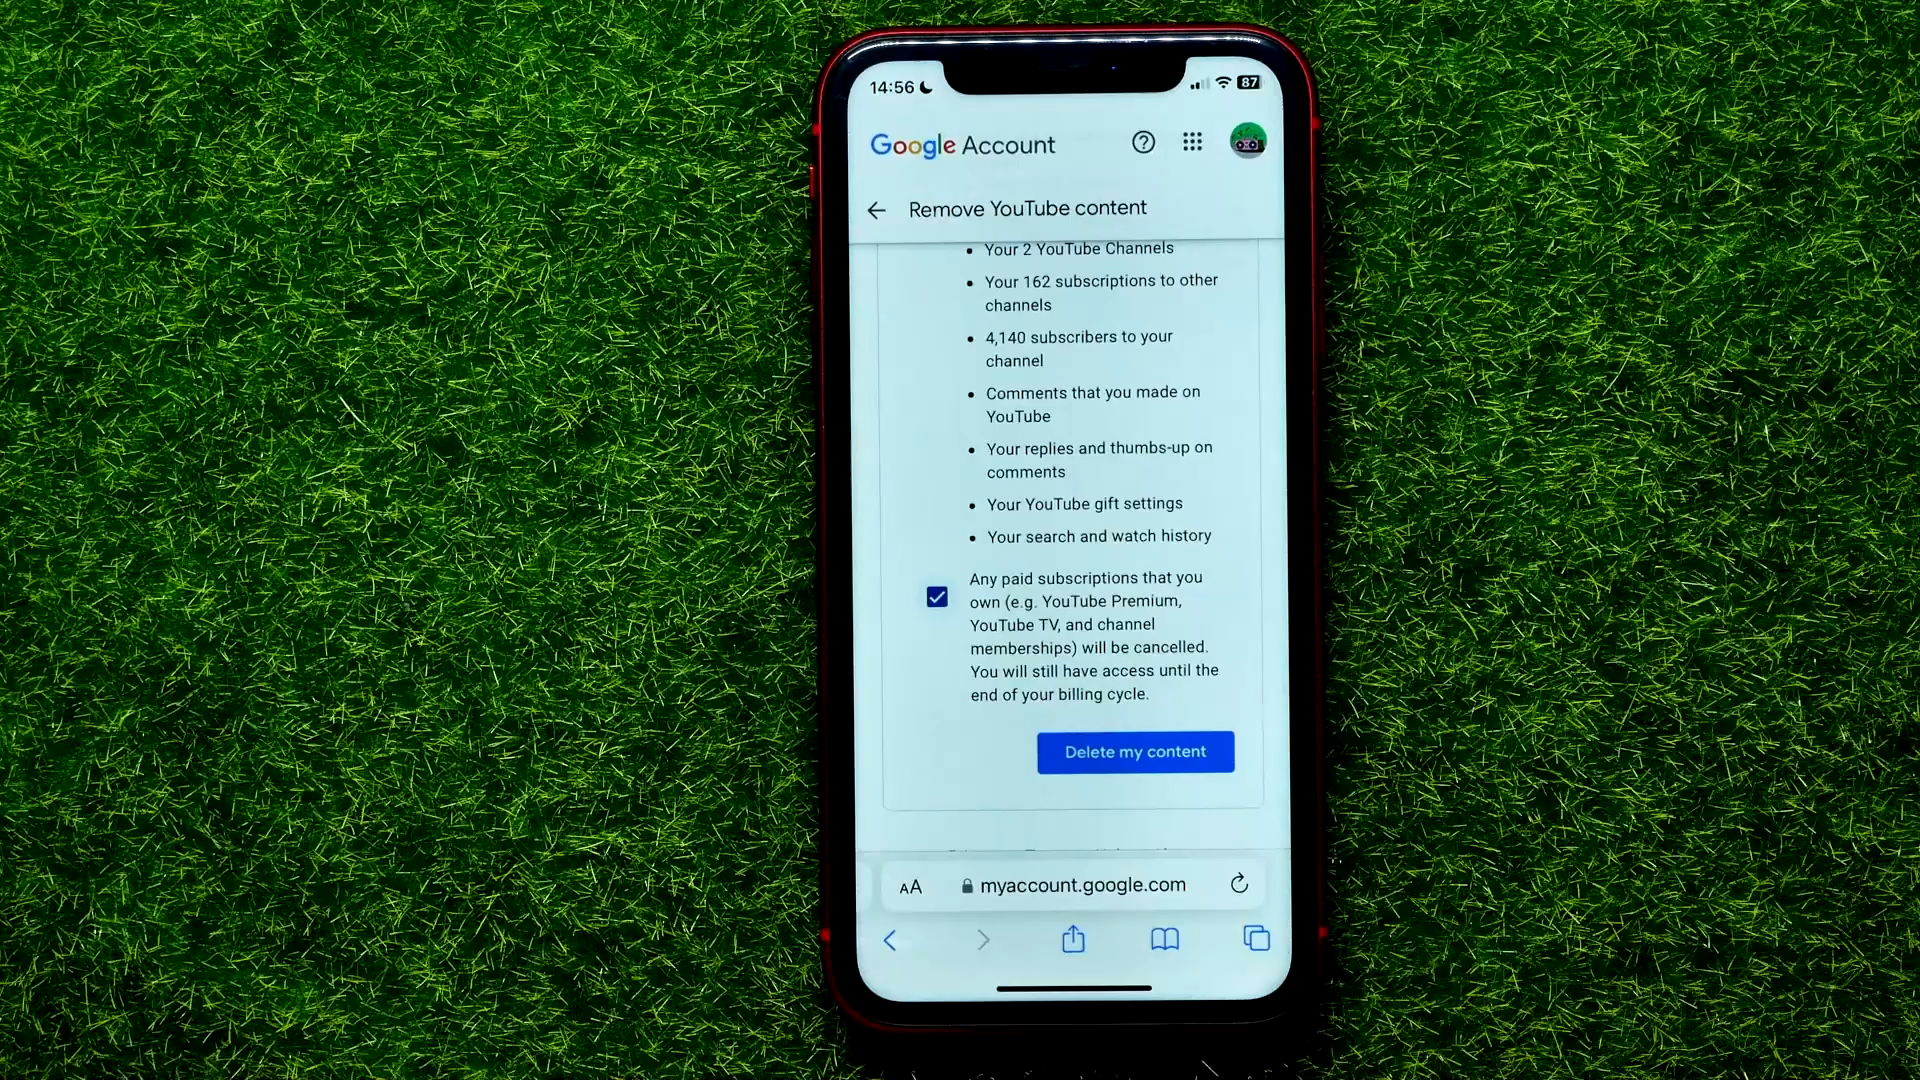 14:56
87
Google Account
Remove YouTube content
• Your 2 YouTube Channels
• Your 162 subscriptions to other
channels
• 4,140 subscribers to your
channel
• Comments that you made on
YouTube
• Your replies and thumbs-up on
comments
• Your YouTube gift settings
• Your search and watch history
Any paid subscriptions that you
own (e.g. YouTube Premium,
YouTube TV, and channel
memberships) will be cancelled.
You will still have access until the
end of your billing cycle.
Delete my content
AA myaccount.google.com